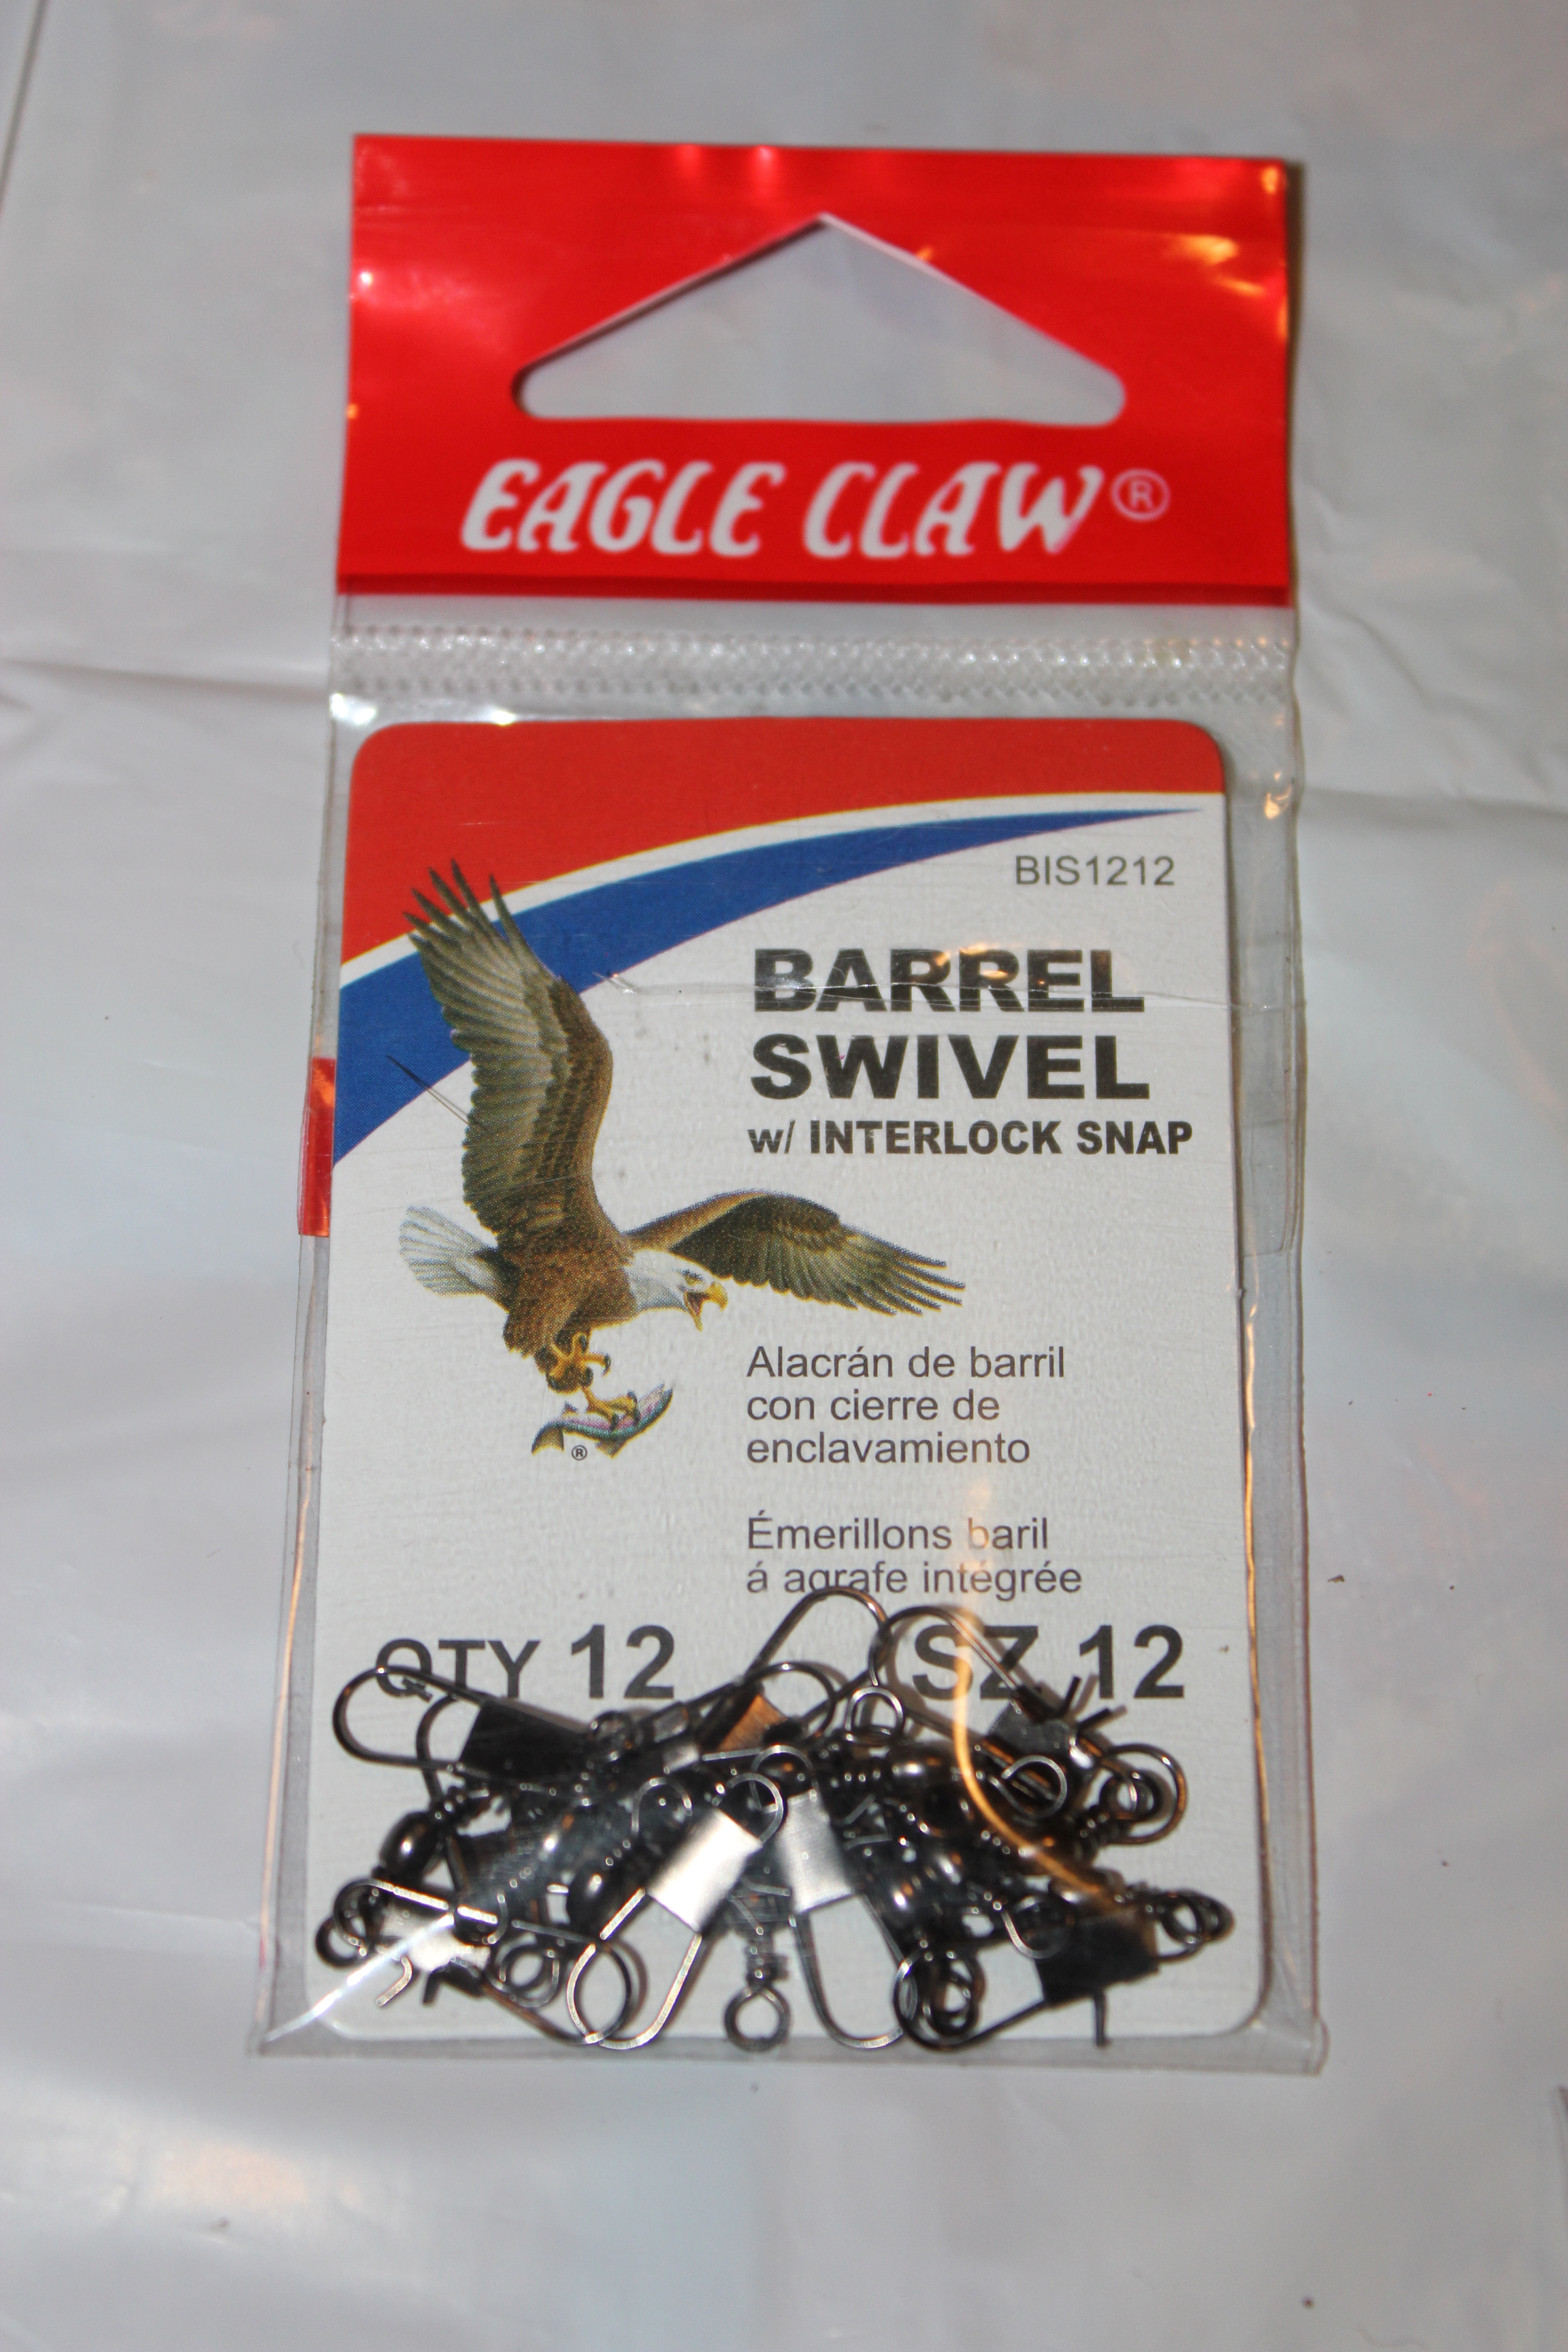 EAGLE CLAW®
BIS1212
BARREL
SWIVEL
w/ INTERLOCK SNAP
Alacrán de barril
con cierre de
enclavamiento
®
Émerillons baril
á agrafe intégrée
QTY 12 SZ 12